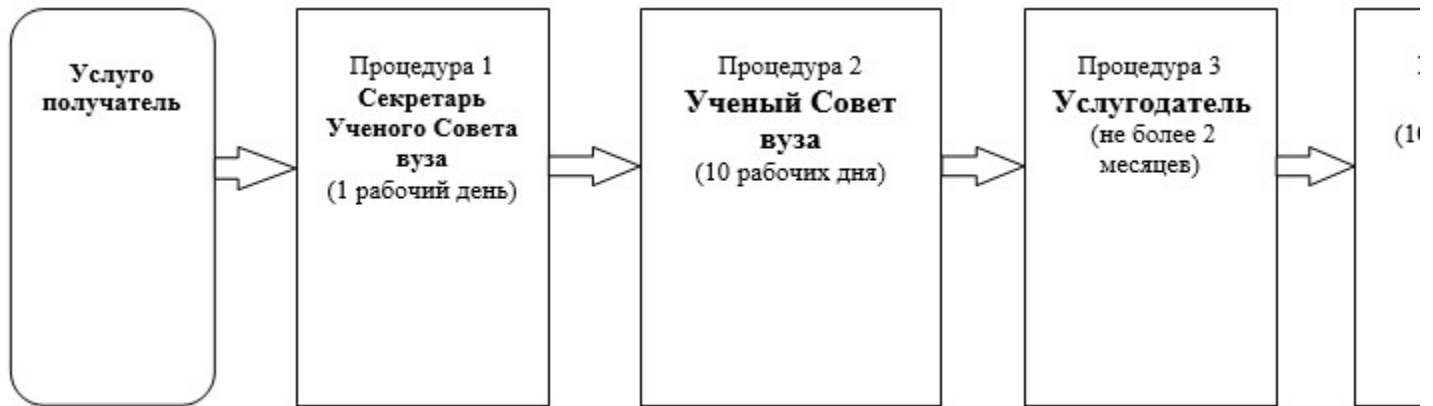 Услуго
получатель
Процедура 1
Секретарь
Ученого Совета
вуза
(1 рабочий день)
Процедура 2
Ученый Совет
вуза
(10 рабочих дня)
Процедура 3
Услугодатель
(не более 2
месяцев)